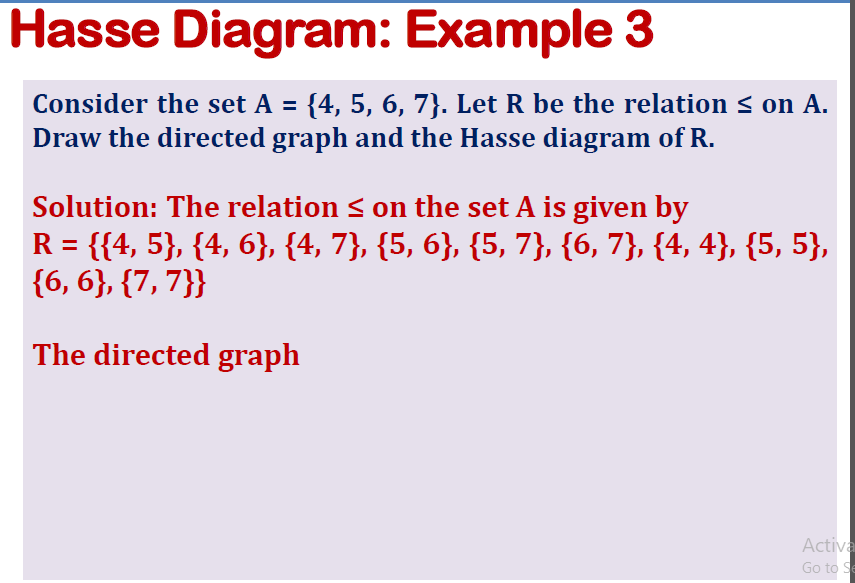 Hasse Diagram: Example 3
Consider the set A = {4, 5, 6, 7}. Let R be the relation ≤ on A.
Draw the directed graph and the Hasse diagram of R.
Solution: The relation ≤ on the set A is given by
R = {{4, 5}, {4, 6}, {4, 7}, {5, 6}, {5, 7}, {6, 7}, {4, 4}, {5, 5},
{6, 6}, {7, 7}}
The directed graph
Activa
Go to Se